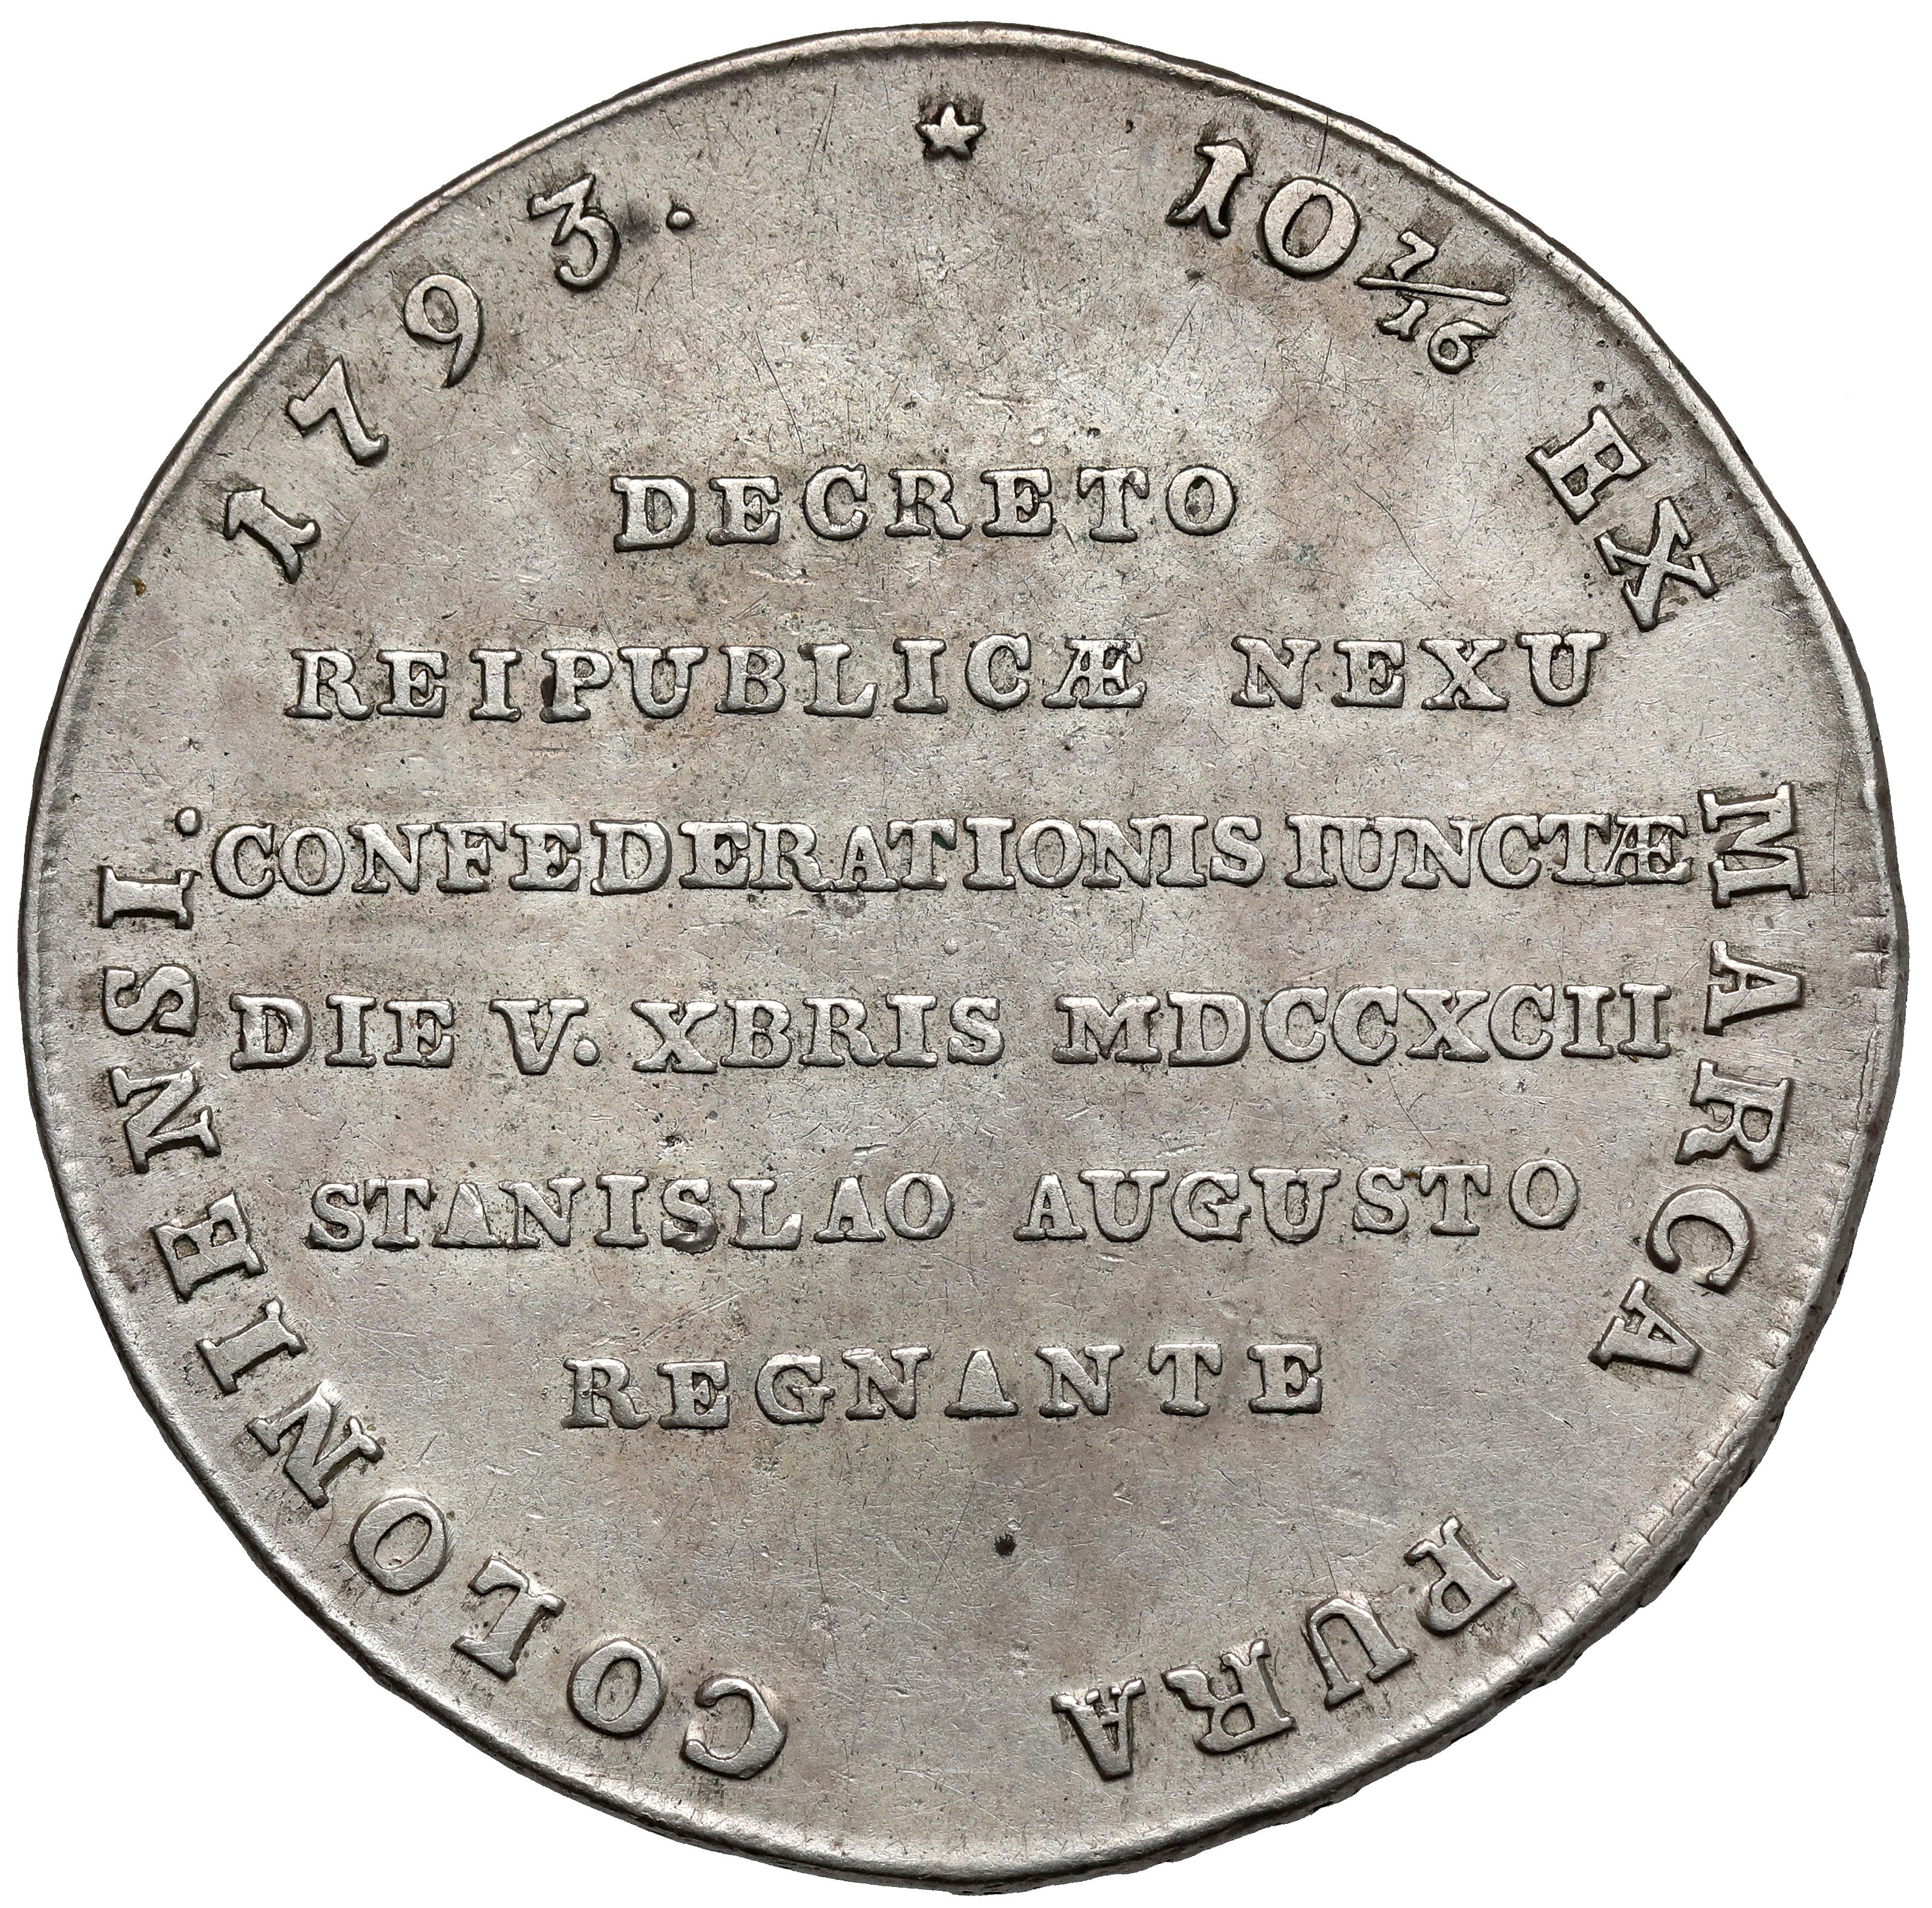 ★ 10 7/16 EX MARCA PURA COLONIENSI. 1793.
DECRETO
REIPUBLICÆ NEXU
CONFEDERATIONIS IUNCTÆ
DIE V. XBRIS MDCCXCII
STANISLAO AUGUSTO
REGNANTE